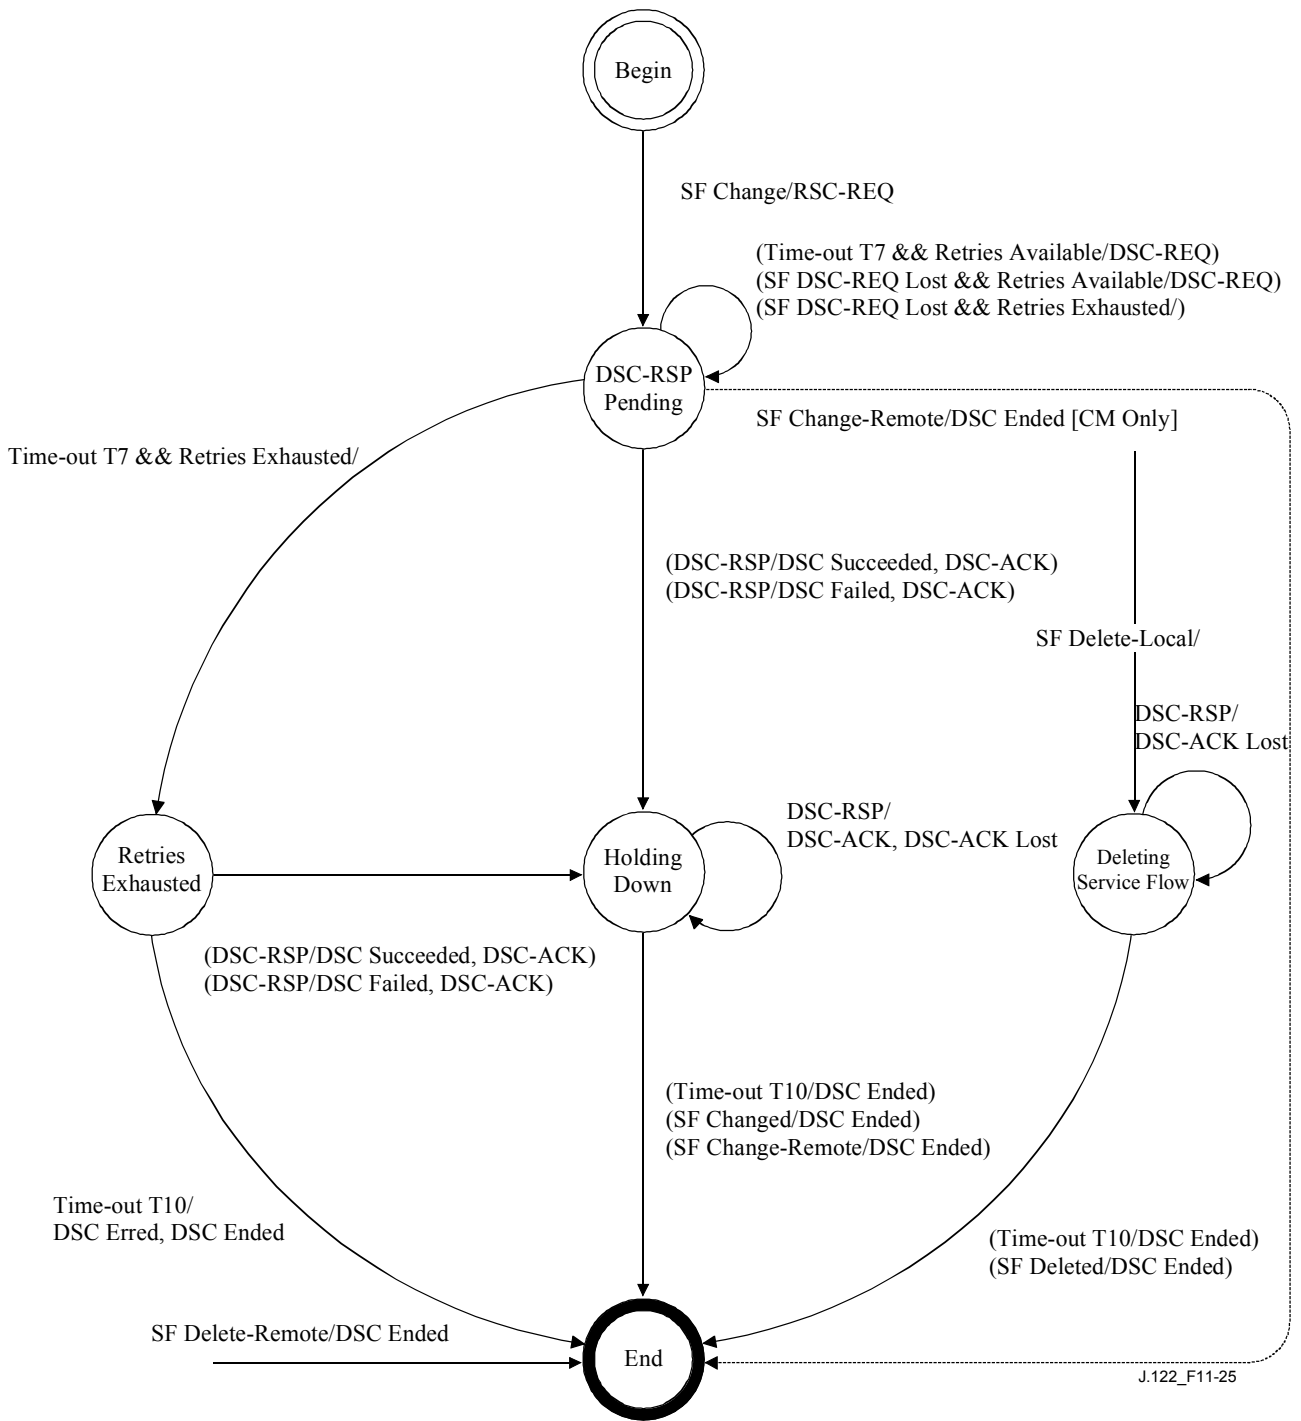 Begin
SF Change/RSC-REQ
(Time-out T7 && Retries Available/DSC-REQ)
(SF DSC-REQ Lost && Retries Available/DSC-REQ)
(SF DSC-REQ Lost && Retries Exhausted/)
DSC-RSP
Pending
SF Change-Remote/DSC Ended [CM Only]
Time-out T7 && Retries Exhausted/
(DSC-RSP/DSC Succeeded, DSC-ACK)
(DSC-RSP/DSC Failed, DSC-ACK)
SF Delete-Local/
DSC-RSP/
DSC-ACK Lost
Retries
Exhausted
Holding
Down
DSC-RSP/
DSC-ACK, DSC-ACK Lost
Deleting
Service Flow
(DSC-RSP/DSC Succeeded, DSC-ACK)
(DSC-RSP/DSC Failed, DSC-ACK)
(Time-out T10/DSC Ended)
(SF Changed/DSC Ended)
(SF Change-Remote/DSC Ended)
Time-out T10/
DSC Erred, DSC Ended
(Time-out T10/DSC Ended)
(SF Deleted/DSC Ended)
SF Delete-Remote/DSC Ended
End
J.122_F11-25